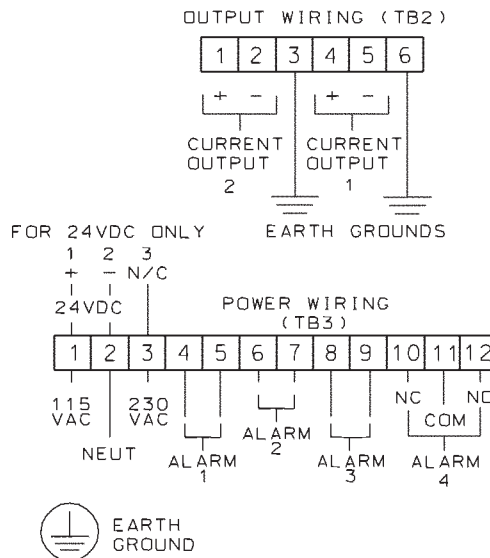 OUTPUT WIRING (TB2)
1 2 3 4 5 6
+ - + -
CURRENT OUTPUT 2
CURRENT OUTPUT 1
EARTH GROUNDS
FOR 24VDC ONLY
1 2 3
+ - N/C
24VDC
POWER WIRING
(TB3)
1 2 3 4 5 6 7 8 9 10 11 12
115 VAC
NEUT
230 VAC
ALARM 1
ALARM 2
ALARM 3
NC COM NO
ALARM 4
EARTH
GROUND